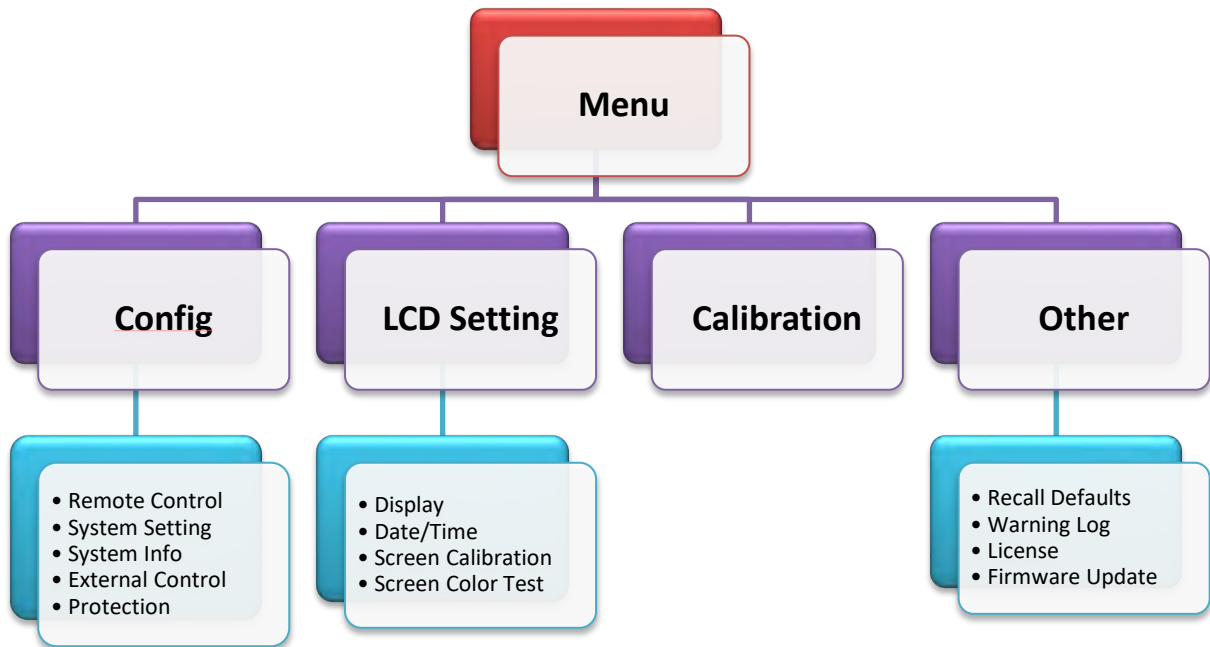 Menu
Config
LCD Setting
Calibration
Other
• Remote Control
• System Setting
• System Info
• External Control
• Protection
• Display
• Date/Time
• Screen Calibration
• Screen Color Test
• Recall Defaults
• Warning Log
• License
• Firmware Update